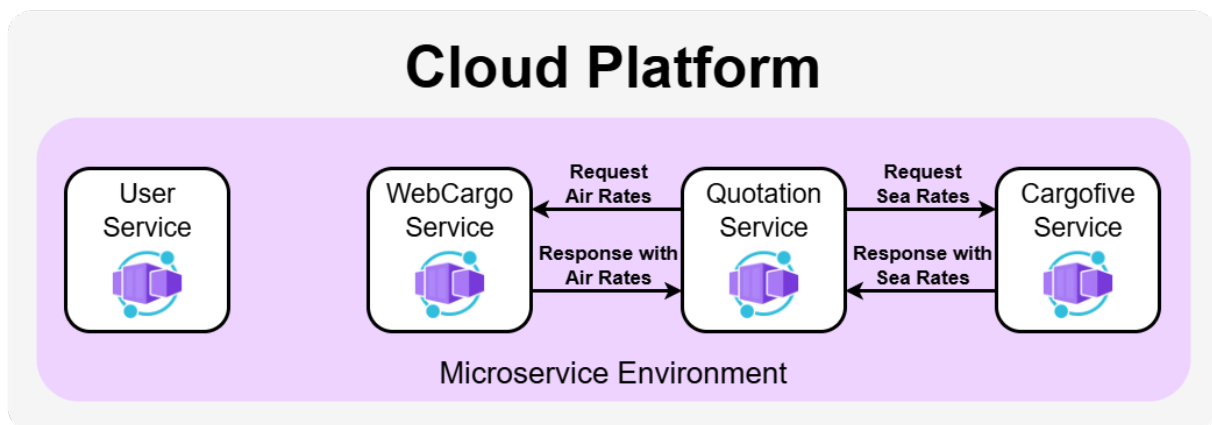 Cloud Platform
User
Service
WebCargo
Service
Request
Air Rates
Response with
Air Rates
Quotation
Service
Request
Sea Rates
Response with
Sea Rates
Cargofive
Service
Microservice Environment